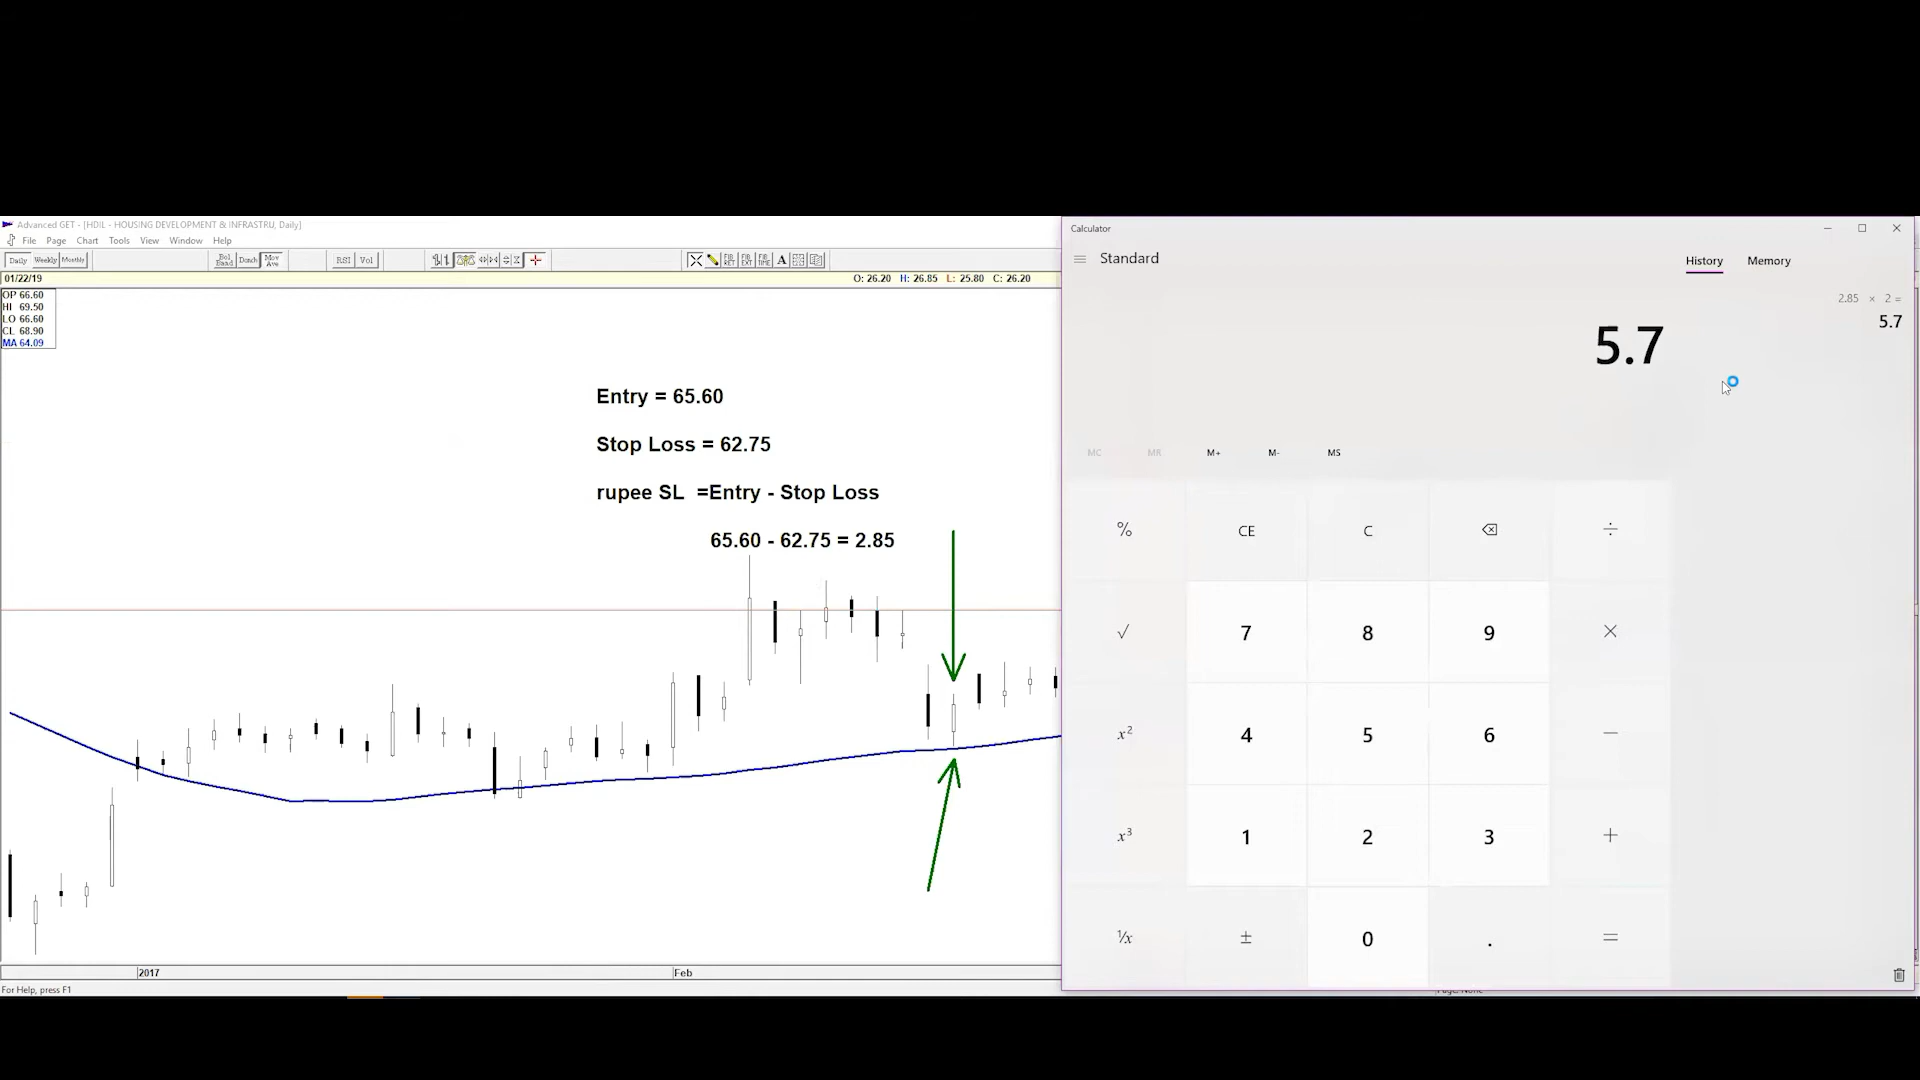 Advanced GET - [HDIL - HOUSING DEVELOPMENT & INFRASTRU, Daily]
File Page Chart Tools View Window Help
Daily Weekly Monthly Bol Band Donch Mov Ave RSI Vol A
01/22/19 O: 26.20 H: 26.85 L: 25.80 C: 26.20
OP 66.60
HI 69.50
LO 66.60
CL 68.90
MA 64.09
Entry = 65.60
Stop Loss = 62.75
rupee SL =Entry - Stop Loss
65.60 - 62.75 = 2.85
2017 Feb
For Help, press F1
Calculator
Standard
History Memory
2.85 × 2 =
5.7
5.7
MC MR M+ M- MS
% CE C ÷
√ 7 8 9 ×
x² 4 5 6 −
x³ 1 2 3 +
¹/x ± 0 . =